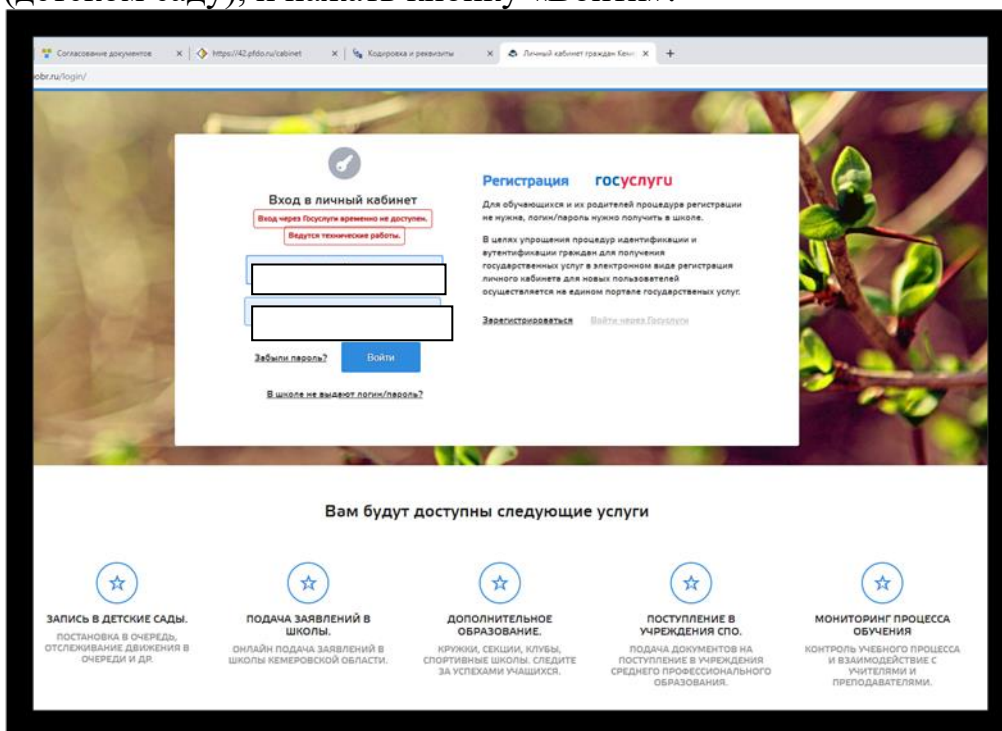 (детском саду), и нажать кнопку «Войти».
Согласование документов
https://42.pfdo.ru/cabinet
Кодировка и реквизиты
Личный кабинет граждан Кеме
obr.ru/login/
Вход в личный кабинет
Вход через Госуслуги временно не доступен.
Ведутся технические работы.
Забыли пароль?
Войти
В школе не выдают логин/пароль?
Регистрация госуслуги
Для обучающихся и их родителей процедура регистрации
не нужна, логин/пароль нужно получить в школе.
В целях упрощения процедур идентификации и
аутентификации граждан для получения
государственных услуг в электронном виде регистрация
личного кабинета для новых пользователей
осуществляется на едином портале государственых услуг.
Зарегистрироваться
Войти через Госуслуги
Вам будут доступны следующие услуги
ЗАПИСЬ В ДЕТСКИЕ САДЫ.
ПОСТАНОВКА В ОЧЕРЕДЬ,
ОТСЛЕЖИВАНИЕ ДВИЖЕНИЯ В
ОЧЕРЕДИ И ДР.
ПОДАЧА ЗАЯВЛЕНИЙ В
ШКОЛЫ.
ОНЛАЙН ПОДАЧА ЗАЯВЛЕНИЙ В
ШКОЛЫ КЕМЕРОВСКОЙ ОБЛАСТИ.
ДОПОЛНИТЕЛЬНОЕ
ОБРАЗОВАНИЕ.
КРУЖКИ, СЕКЦИИ, КЛУБЫ,
СПОРТИВНЫЕ ШКОЛЫ. СЛЕДИТЕ
ЗА УСПЕХАМИ УЧАЩИХСЯ.
ПОСТУПЛЕНИЕ В
УЧРЕЖДЕНИЯ СПО.
ПОДАЧА ДОКУМЕНТОВ НА
ПОСТУПЛЕНИЕ В УЧРЕЖДЕНИЯ
СРЕДНЕГО ПРОФЕССИОНАЛЬНОГО
ОБРАЗОВАНИЯ.
МОНИТОРИНГ ПРОЦЕССА
ОБУЧЕНИЯ
КОНТРОЛЬ УЧЕБНОГО ПРОЦЕССА
И ВЗАИМОДЕЙСТВИЕ С
УЧИТЕЛЯМИ И
ПРЕПОДАВАТЕЛЯМИ.